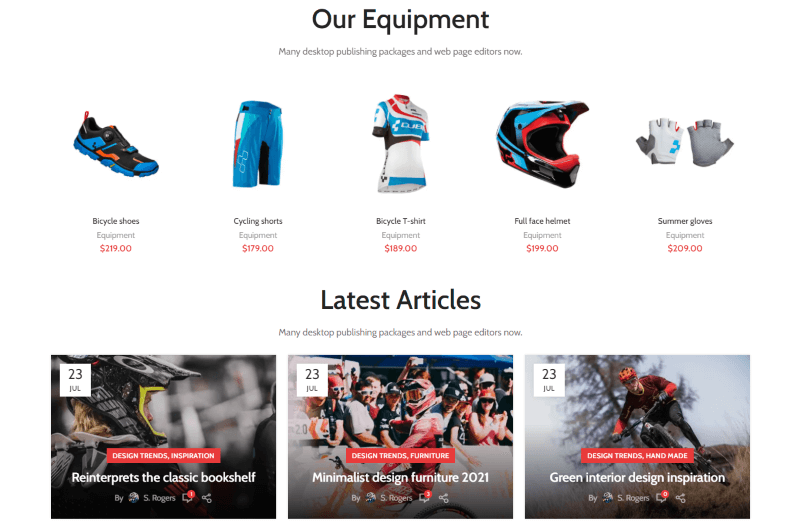 Our Equipment
Many desktop publishing packages and web page editors now.
CUBE
Bicycle shoes
Equipment
$219.00
Cycling shorts
Equipment
$179.00
Bicycle T-shirt
Equipment
$189.00
Full face helmet
Equipment
$199.00
Summer gloves
Equipment
$209.00
Latest Articles
Many desktop publishing packages and web page editors now.
23
JUL
DESIGN TRENDS, INSPIRATION
Reinterprets the classic bookshelf
By S. Rogers 1
23
JUL
DESIGN TRENDS, FURNITURE
Minimalist design furniture 2021
By S. Rogers 3
23
JUL
DESIGN TRENDS, HAND MADE
Green interior design inspiration
By S. Rogers 0